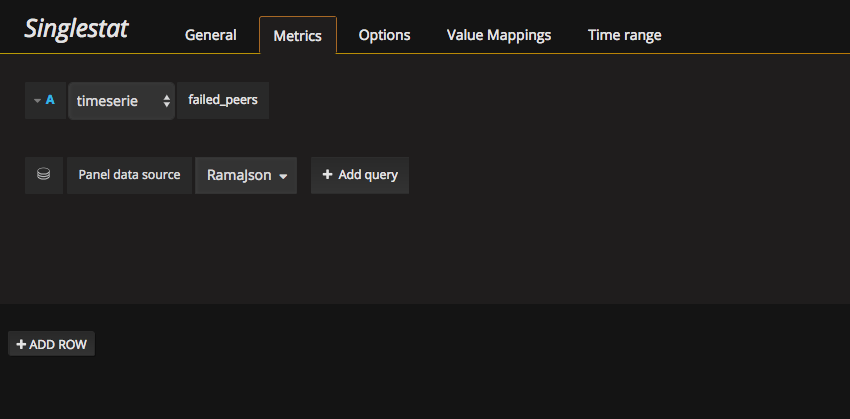 Singlestat General Metrics Options Value Mappings Time range
A timeserie failed_peers
Panel data source RamaJson + Add query
+ ADD ROW